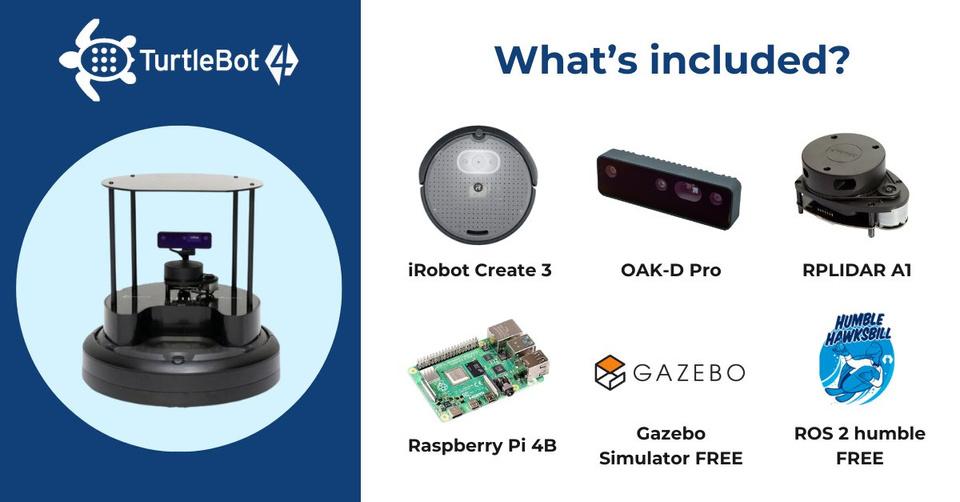 TurtleBot 4
What's included?
iRobot Create 3
OAK-D Pro
RPLIDAR A1
Raspberry Pi 4B
GAZEBO
Gazebo
Simulator FREE
HUMBLE
HAWKSBILL
ROS 2 humble
FREE